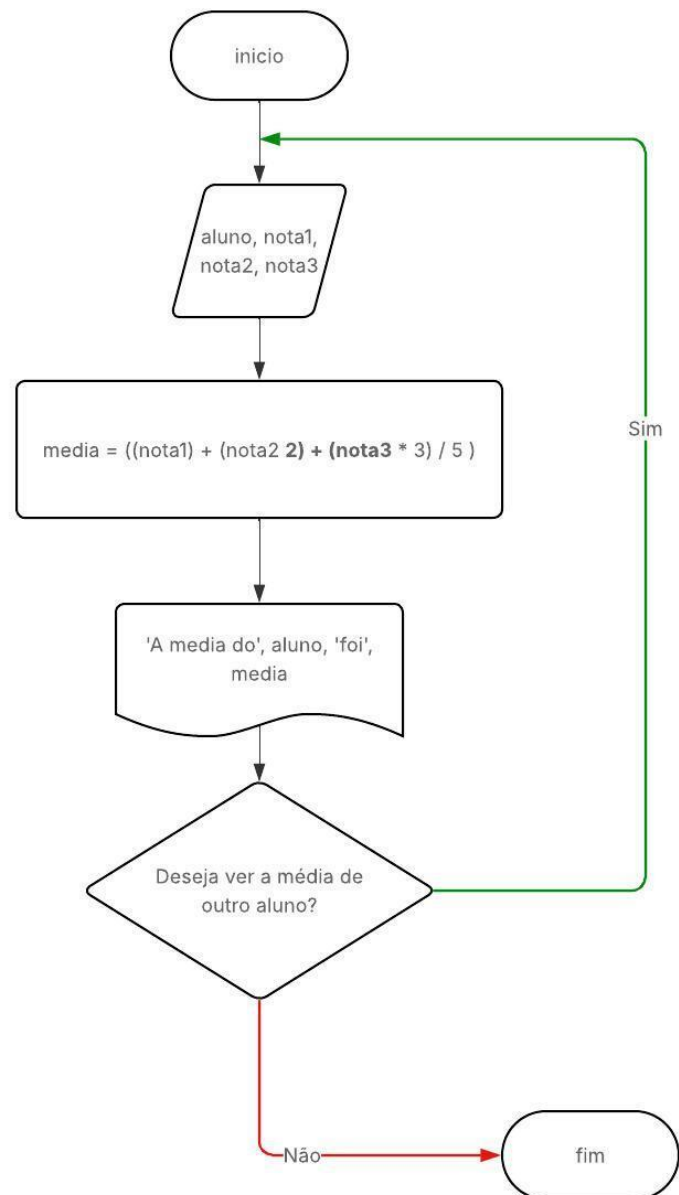 inicio
aluno, nota1,
nota2, nota3
media = ((nota1) + (nota2 2) + (nota3 * 3) / 5 )
Sim
'A media do', aluno, 'foi',
media
Deseja ver a média de
outro aluno?
Não
fim